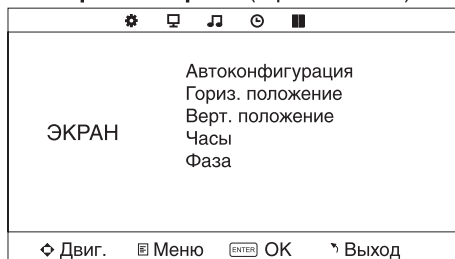 ЭКРАН
Автоконфигурация
Гориз. положение
Верт. положение
Часы
Фаза
Двиг. Меню ENTER OK Выход